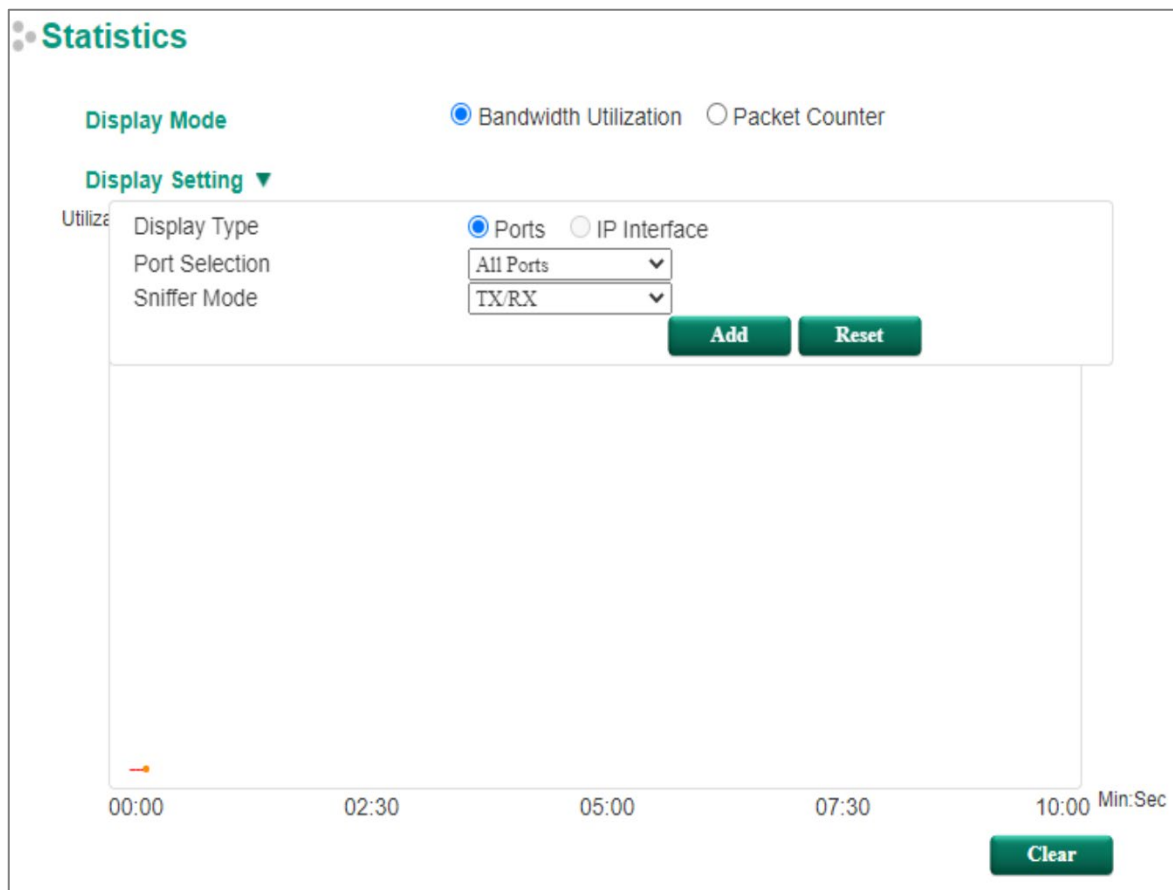 Statistics
Display Mode Bandwidth Utilization Packet Counter
Display Setting ▼
Display Type Ports IP Interface
Port Selection All Ports
Sniffer Mode TX/RX
Add Reset
00:00 02:30 05:00 07:30 10:00 Min:Sec
Clear